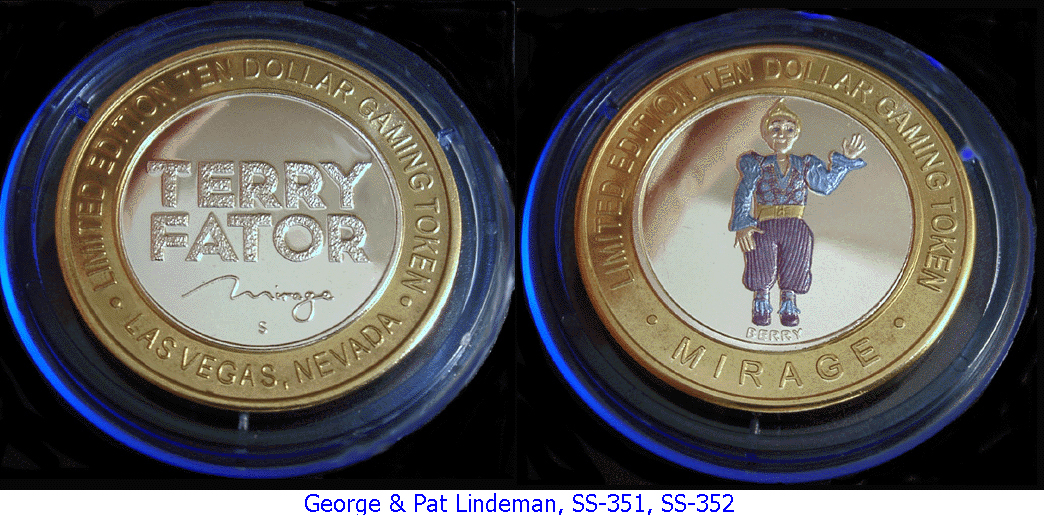 LIMITED EDITION TEN DOLLAR GAMING TOKEN
TERRY
FATOR
Mirage
S
• LAS VEGAS, NEVADA •
LIMITED EDITION TEN DOLLAR GAMING TOKEN
BERRY
• MIRAGE •
George & Pat Lindeman, SS-351, SS-352